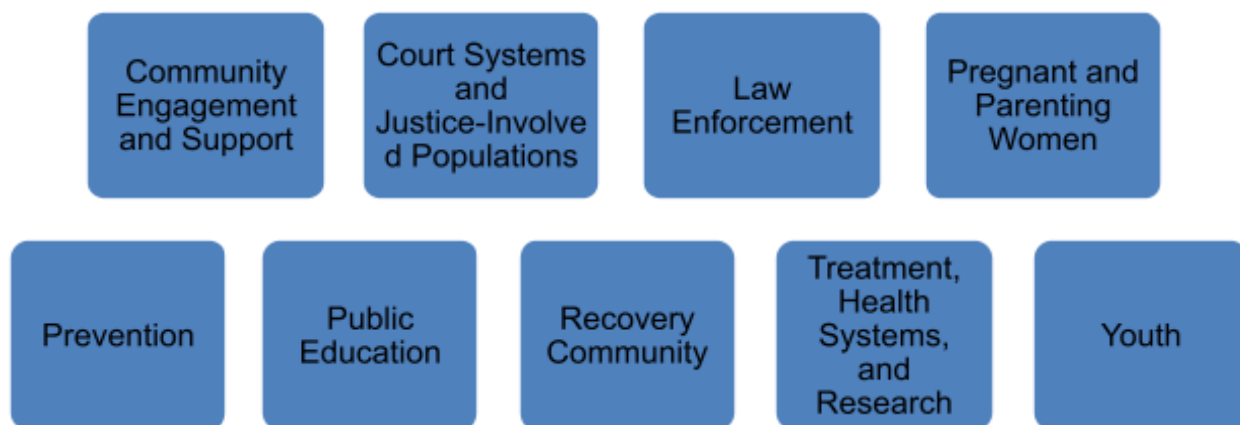 Community
Engagement
and Support
Court Systems
and
Justice-Involve
d Populations
Law
Enforcement
Pregnant and
Parenting
Women
Prevention
Public
Education
Recovery
Community
Treatment,
Health
Systems,
and
Research
Youth